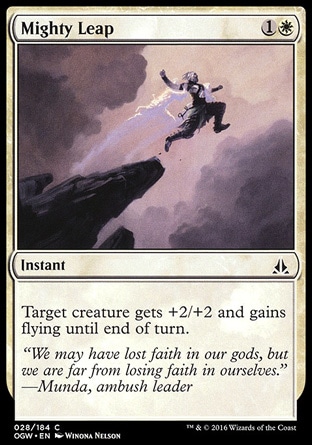 Mighty Leap 1
Instant
Target creature gets +2/+2 and gains
flying until end of turn.
"We may have lost faith in our gods, but
we are far from losing faith in ourselves."
—Munda, ambush leader
028/184 C
OGW • EN Winona Nelson
™ & © 2016 Wizards of the Coast